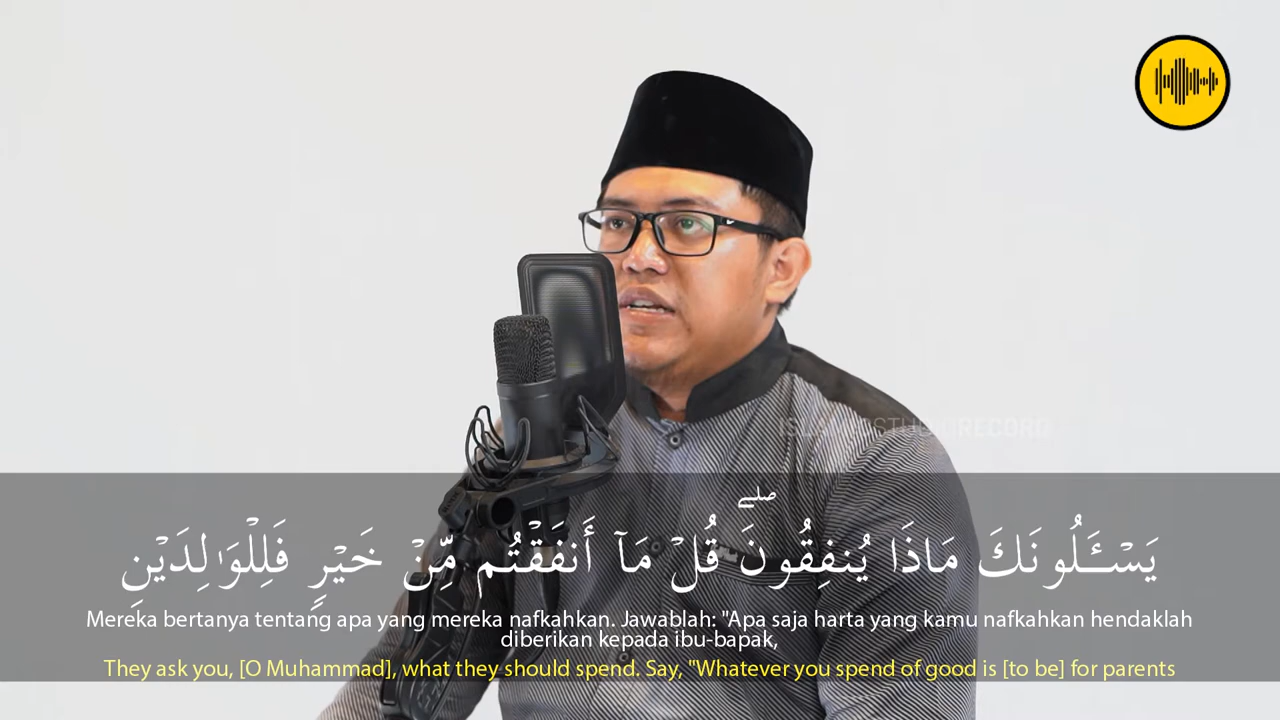 ISLAMIDSTUDIORECORD
يَسْـَٔلُونَكَ مَاذَا يُنفِقُونَ ۖ قُلْ مَآ أَنفَقْتُم مِّنْ خَيْرٍ فَلِلْوَٰلِدَيْنِ
Mereka bertanya tentang apa yang mereka nafkahkan. Jawablah: "Apa saja harta yang kamu nafkahkan hendaklah
diberikan kepada ibu-bapak,
They ask you, [O Muhammad], what they should spend. Say, "Whatever you spend of good is [to be] for parents